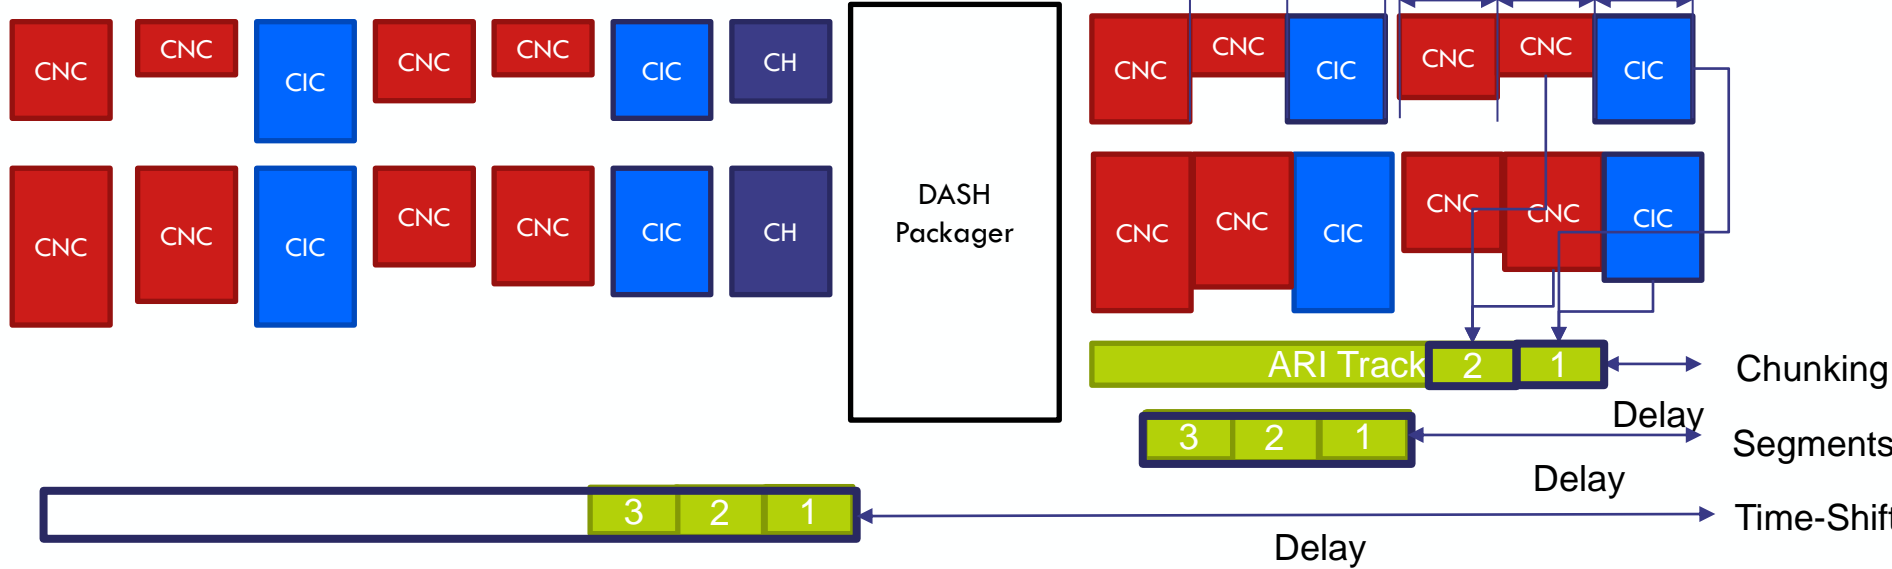 CNC CNC CIC CNC CNC CIC CH
CNC CNC CIC CNC CNC CIC CH
DASH
Packager
CNC CNC CIC CNC CNC CIC
CNC CNC CIC CNC CNC CIC
ARI Track 2 1
Chunking
Delay
3 2 1
Segments
Delay
3 2 1
Time-Shift
Delay